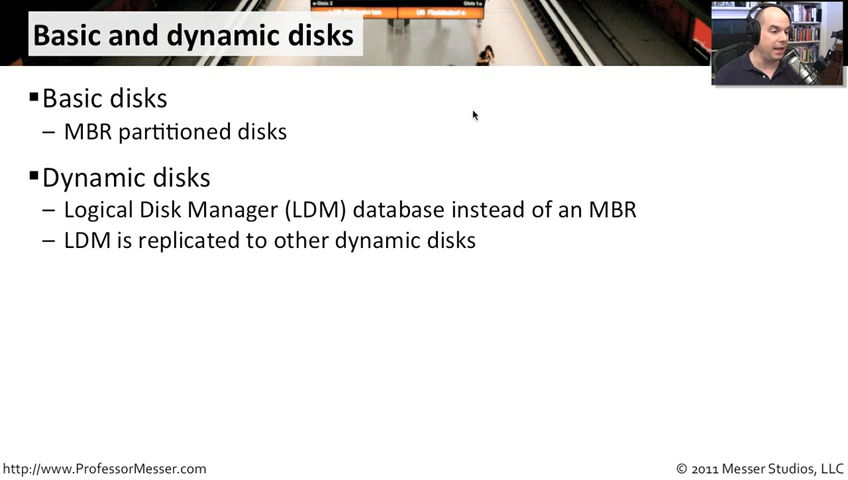 Basic and dynamic disks
▪Basic disks
– MBR partitioned disks
▪Dynamic disks
– Logical Disk Manager (LDM) database instead of an MBR
– LDM is replicated to other dynamic disks
http://www.ProfessorMesser.com
© 2011 Messer Studios, LLC